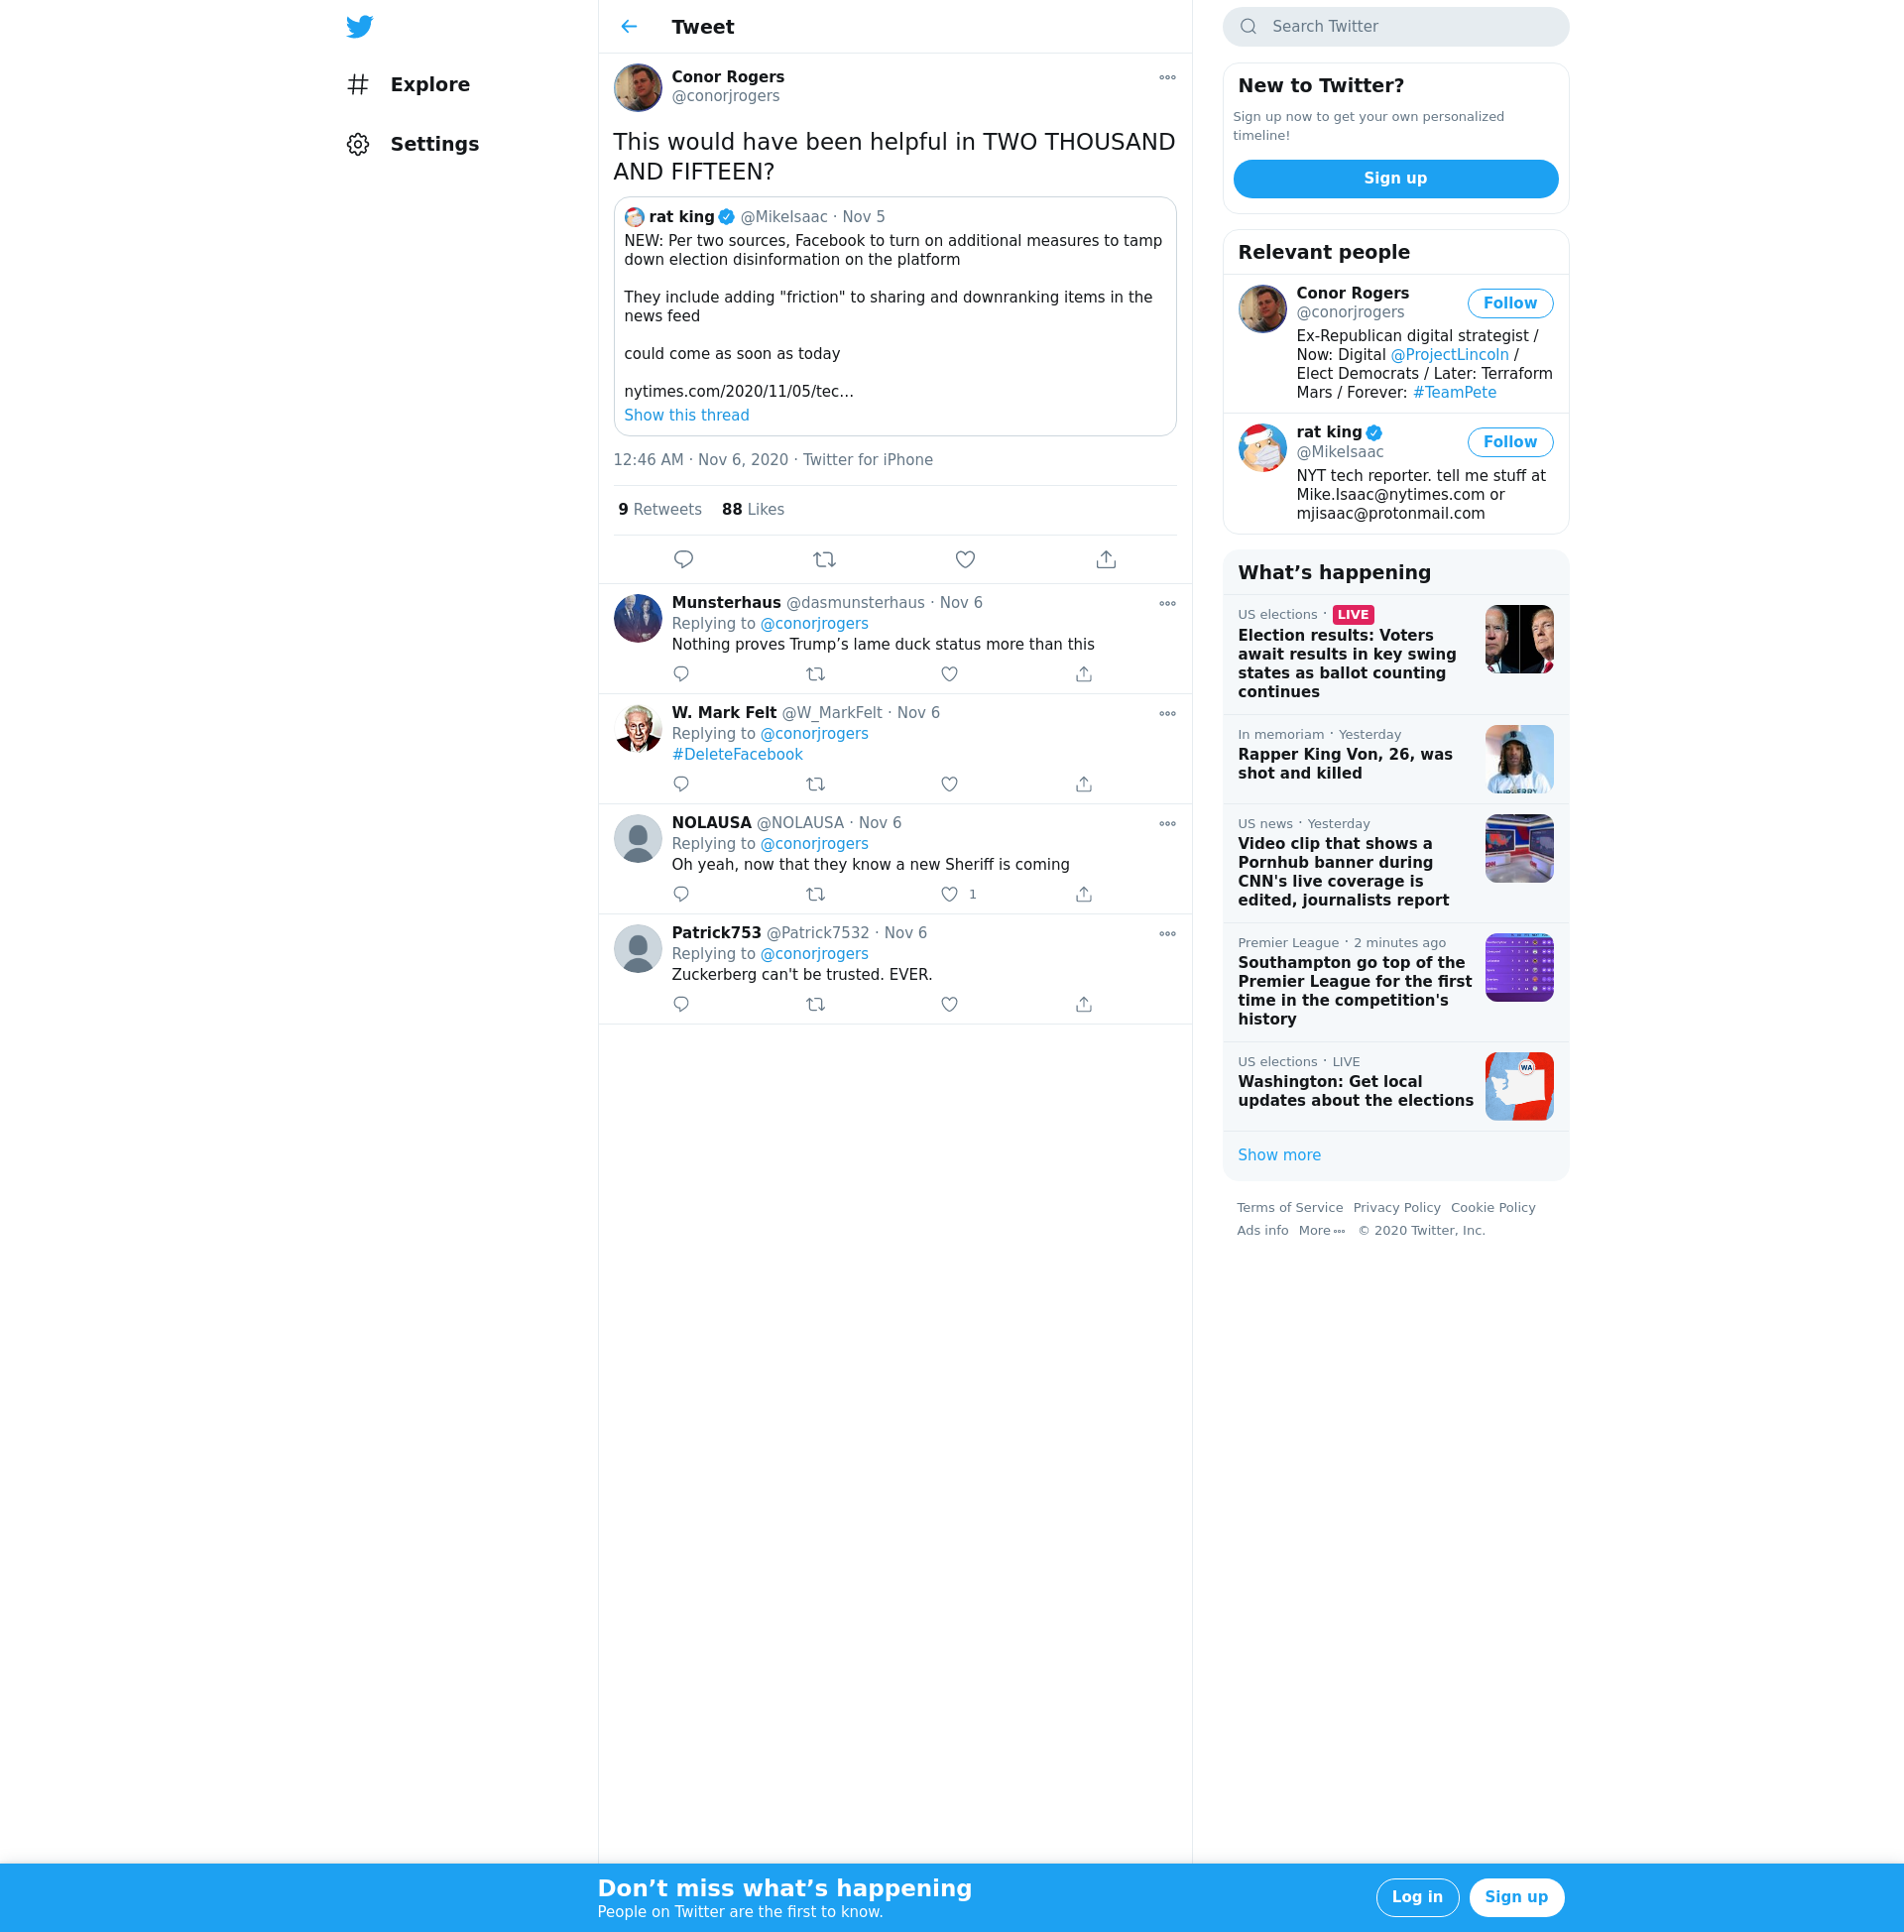 Explore
Settings
Tweet
Conor Rogers
@conorjrogers
This would have been helpful in TWO THOUSAND
AND FIFTEEN?
rat king @MikeIsaac · Nov 5
NEW: Per two sources, Facebook to turn on additional measures to tamp
down election disinformation on the platform
They include adding "friction" to sharing and downranking items in the
news feed
could come as soon as today
nytimes.com/2020/11/05/tec…
Show this thread
12:46 AM · Nov 6, 2020 · Twitter for iPhone
9 Retweets 88 Likes
Munsterhaus @dasmunsterhaus · Nov 6
Replying to @conorjrogers
Nothing proves Trump’s lame duck status more than this
W. Mark Felt @W_MarkFelt · Nov 6
Replying to @conorjrogers
#DeleteFacebook
NOLAUSA @NOLAUSA · Nov 6
Replying to @conorjrogers
Oh yeah, now that they know a new Sheriff is coming
1
Patrick753 @Patrick7532 · Nov 6
Replying to @conorjrogers
Zuckerberg can't be trusted. EVER.
Search Twitter
New to Twitter?
Sign up now to get your own personalized
timeline!
Sign up
Relevant people
Conor Rogers
@conorjrogers
Follow
Ex-Republican digital strategist /
Now: Digital @ProjectLincoln /
Elect Democrats / Later: Terraform
Mars / Forever: #TeamPete
rat king
@MikeIsaac
Follow
NYT tech reporter. tell me stuff at
Mike.Isaac@nytimes.com or
mjisaac@protonmail.com
What’s happening
US elections · LIVE
Election results: Voters
await results in key swing
states as ballot counting
continues
In memoriam · Yesterday
Rapper King Von, 26, was
shot and killed
US news · Yesterday
Video clip that shows a
Pornhub banner during
CNN's live coverage is
edited, journalists report
Premier League · 2 minutes ago
Southampton go top of the
Premier League for the first
time in the competition's
history
US elections · LIVE
Washington: Get local
updates about the elections
WA
Show more
Terms of Service Privacy Policy Cookie Policy
Ads info More © 2020 Twitter, Inc.
Don’t miss what’s happening
People on Twitter are the first to know.
Log in
Sign up